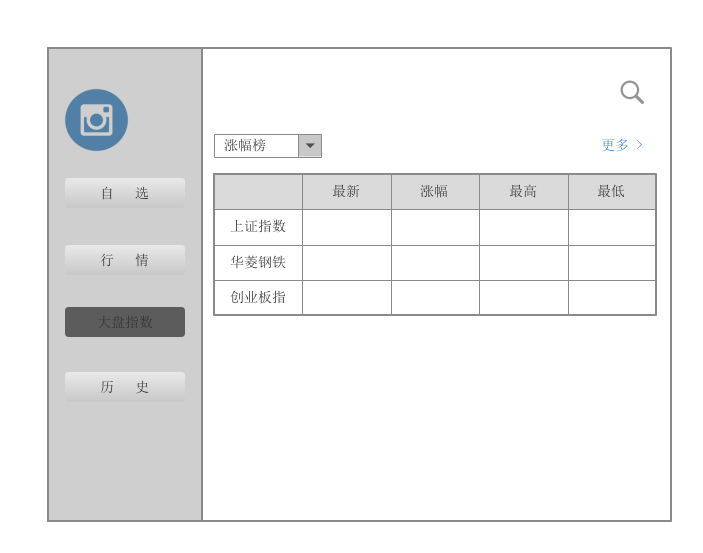 自 选
行 情
大盘指数
历 史
涨幅榜
更多
最新 涨幅 最高 最低
上证指数
华菱钢铁
创业板指